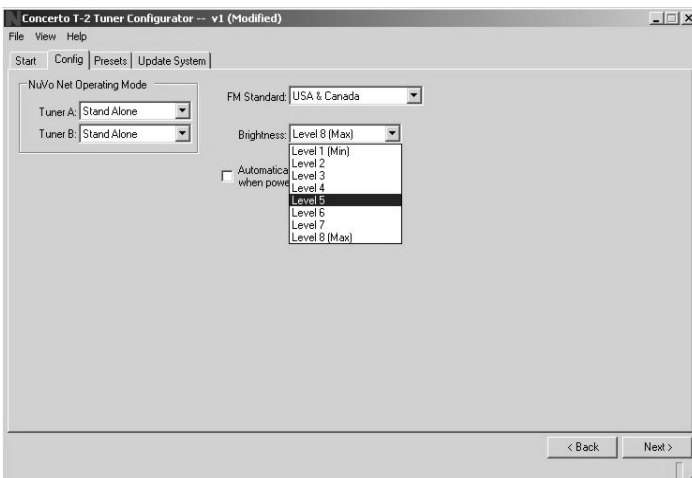 Concerto T-2 Tuner Configurator -- v1 (Modified)
File View Help
Start Config Presets Update System
NuVo Net Operating Mode
Tuner A: Stand Alone
Tuner B: Stand Alone
FM Standard: USA & Canada
Brightness: Level 8 (Max)
Level 1 (Min)
Level 2
Level 3
Level 4
Level 5
Level 6
Level 7
Level 8 (Max)
Automatica
when powe
< Back Next >